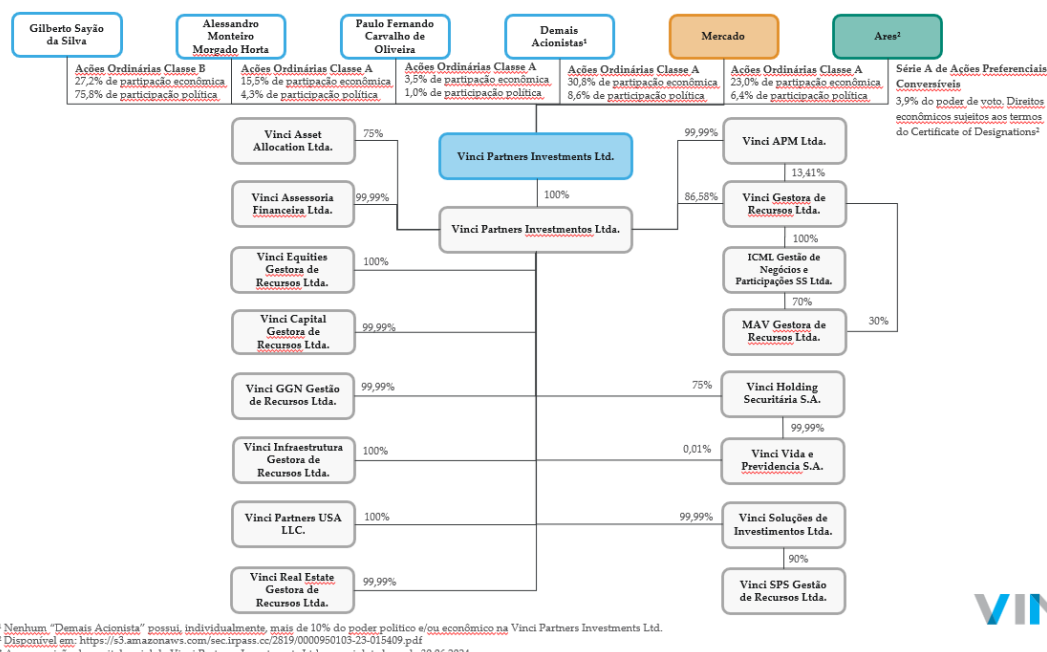 Gilberto Sayão
da Silva
Alessandro
Monteiro
Morgado Horta
Paulo Fernando
Carvalho de
Oliveira
Demais
Acionistas¹
Mercado
Ares²
Ações Ordinárias Classe B
27,2% de partipação econômica
75,8% de participação política
Ações Ordinárias Classe A
15,5% de partipação econômica
4,3% de participação política
Ações Ordinárias Classe A
3,5% de partipação econômica
1,0% de participação política
Ações Ordinárias Classe A
30,8% de partipação econômica
8,6% de participação política
Ações Ordinárias Classe A
23,0% de partipação econômica
6,4% de participação política
Série A de Ações Preferenciais
Conversíveis
3,9% do poder de voto. Direitos
econômicos sujeitos aos termos
do Certificate of Designations²
Vinci Partners Investments Ltd.
100%
Vinci Partners Investimentos Ltda.
Vinci Asset
Allocation Ltda.
75%
Vinci Assessoria
Financeira Ltda.
99,99%
Vinci Equities
Gestora de
Recursos Ltda.
100%
Vinci Capital
Gestora de
Recursos Ltda.
99,99%
Vinci GGN Gestão
de Recursos Ltda.
99,99%
Vinci Infraestrutura
Gestora de
Recursos Ltda.
100%
Vinci Partners USA
LLC.
100%
Vinci Real Estate
Gestora de
Recursos Ltda.
99,99%
99,99%
Vinci APM Ltda.
13,41%
86,58%
Vinci Gestora de
Recursos Ltda.
100%
ICML Gestão de
Negócios e
Participações SS Ltda.
70%
MAV Gestora de
Recursos Ltda.
30%
75%
Vinci Holding
Securitária S.A.
99,99%
0,01%
Vinci Vida e
Previdencia S.A.
99,99%
Vinci Soluções de
Investimentos Ltda.
90%
Vinci SPS Gestão
de Recursos Ltda.
VIN
¹ Nenhum "Demais Acionista" possui, individualmente, mais de 10% do poder político e/ou econômico na Vinci Partners Investments Ltd.
² Disponível em: https://s3.amazonaws.com/sec.irpass.cc/2819/0000950103-23-015409.pdf